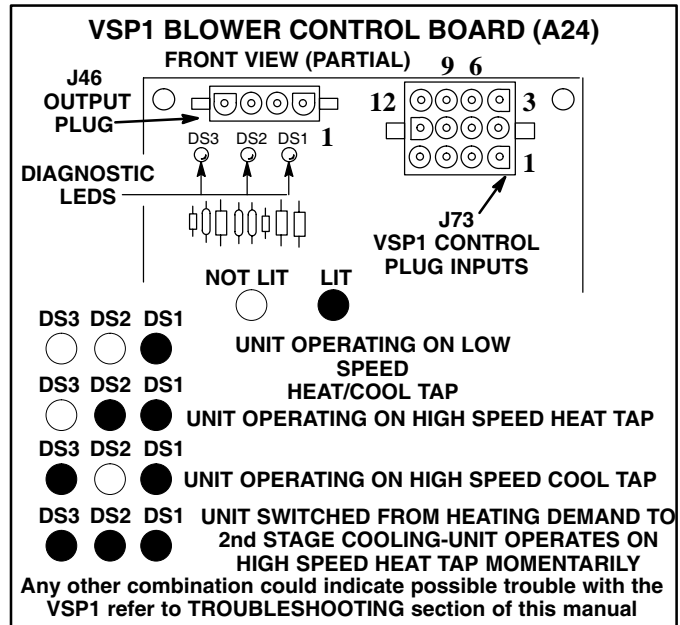 VSP1 BLOWER CONTROL BOARD (A24)
FRONT VIEW (PARTIAL)
J46
OUTPUT
PLUG
9 6
12
3
1
1
DS3 DS2 DS1
DIAGNOSTIC
LEDS
J73
VSP1 CONTROL
PLUG INPUTS
NOT LIT LIT
DS3 DS2 DS1
UNIT OPERATING ON LOW
SPEED
HEAT/COOL TAP
DS3 DS2 DS1
UNIT OPERATING ON HIGH SPEED HEAT TAP
DS3 DS2 DS1
UNIT OPERATING ON HIGH SPEED COOL TAP
DS3 DS2 DS1
UNIT SWITCHED FROM HEATING DEMAND TO
2nd STAGE COOLING-UNIT OPERATES ON
HIGH SPEED HEAT TAP MOMENTARILY
Any other combination could indicate possible trouble with the
VSP1 refer to TROUBLESHOOTING section of this manual